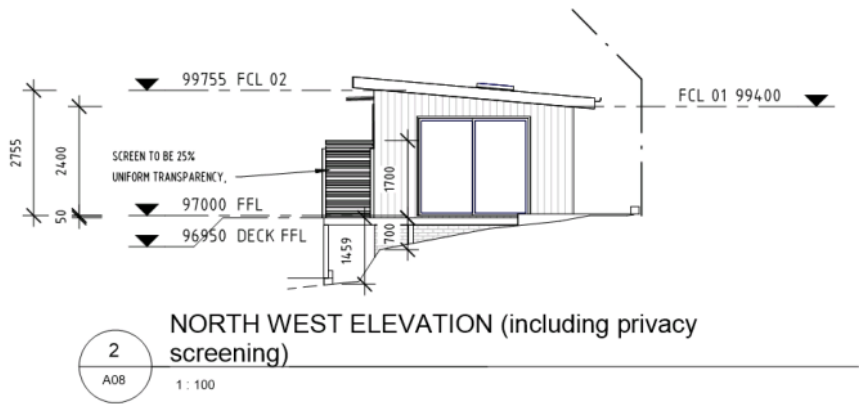 99755 FCL 02
FCL 01 99400
2755
2400
SCREEN TO BE 25%
UNIFORM TRANSPARENCY,
1700
97000 FFL
50
96950 DECK FFL
1459
700
NORTH WEST ELEVATION (including privacy
screening)
2
A08
1 : 100